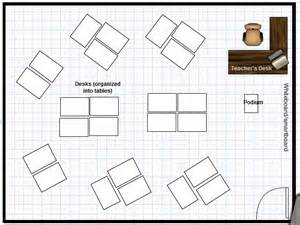 Teacher's Desk
Desks (organized
into tables)
Podium
Whiteboard/smartBoard